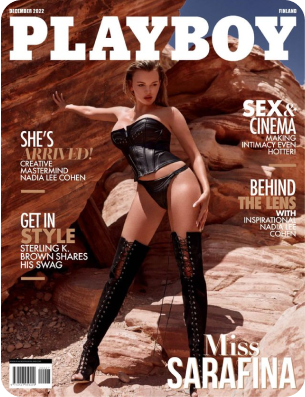 DECEMBER 2022
FINLAND
PLAYBOY
SHE'S
ARRIVED!
CREATIVE
MASTERMIND
NADIA LEE COHEN
GET IN
STYLE
STERLING K.
BROWN SHARES
HIS SWAG
SEX&
CINEMA
MAKING
INTIMACY EVEN
HOTTER!
BEHIND
THE LENS
WITH
INSPIRATIONAL
NADIA LEE
COHEN
Miss
SARAFINA